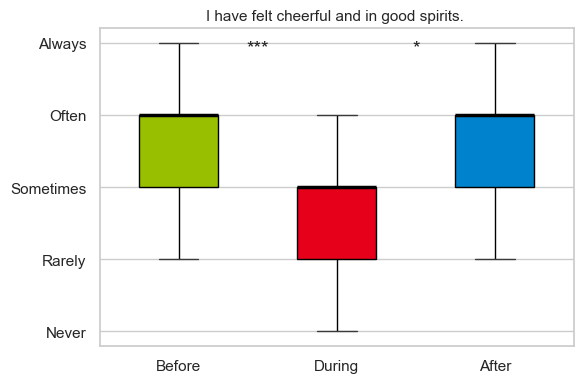 I have felt cheerful and in good spirits.
Always
*** *
Often
Sometimes
Rarely
Never
Before During After